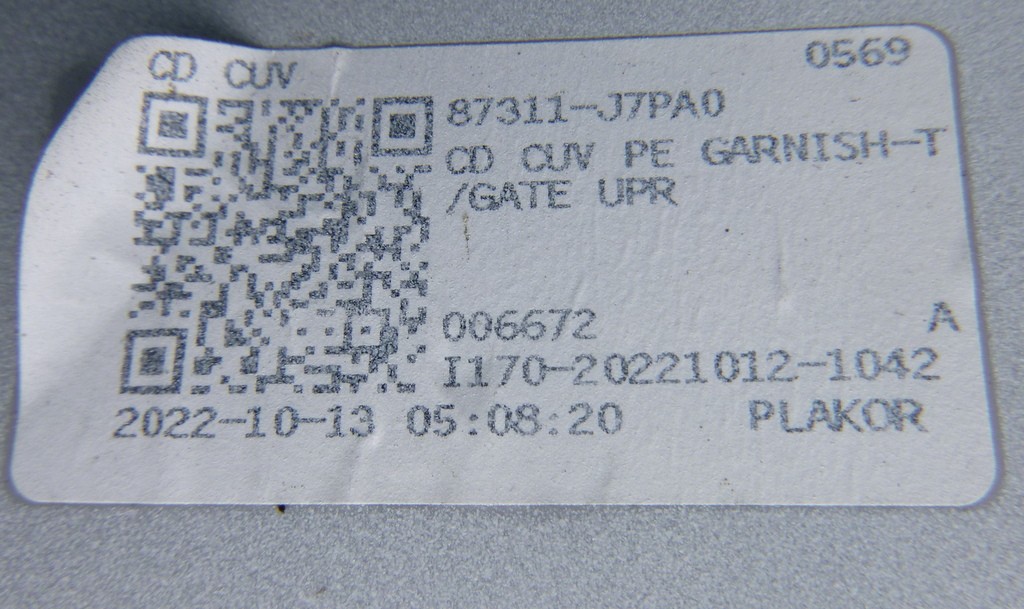 CD CUV 0569
87311-J7PA0
CD CUV PE GARNISH-T
/GATE UPR
006672 A
I170-20221012-1042
2022-10-13 05:08:20 PLAKOR